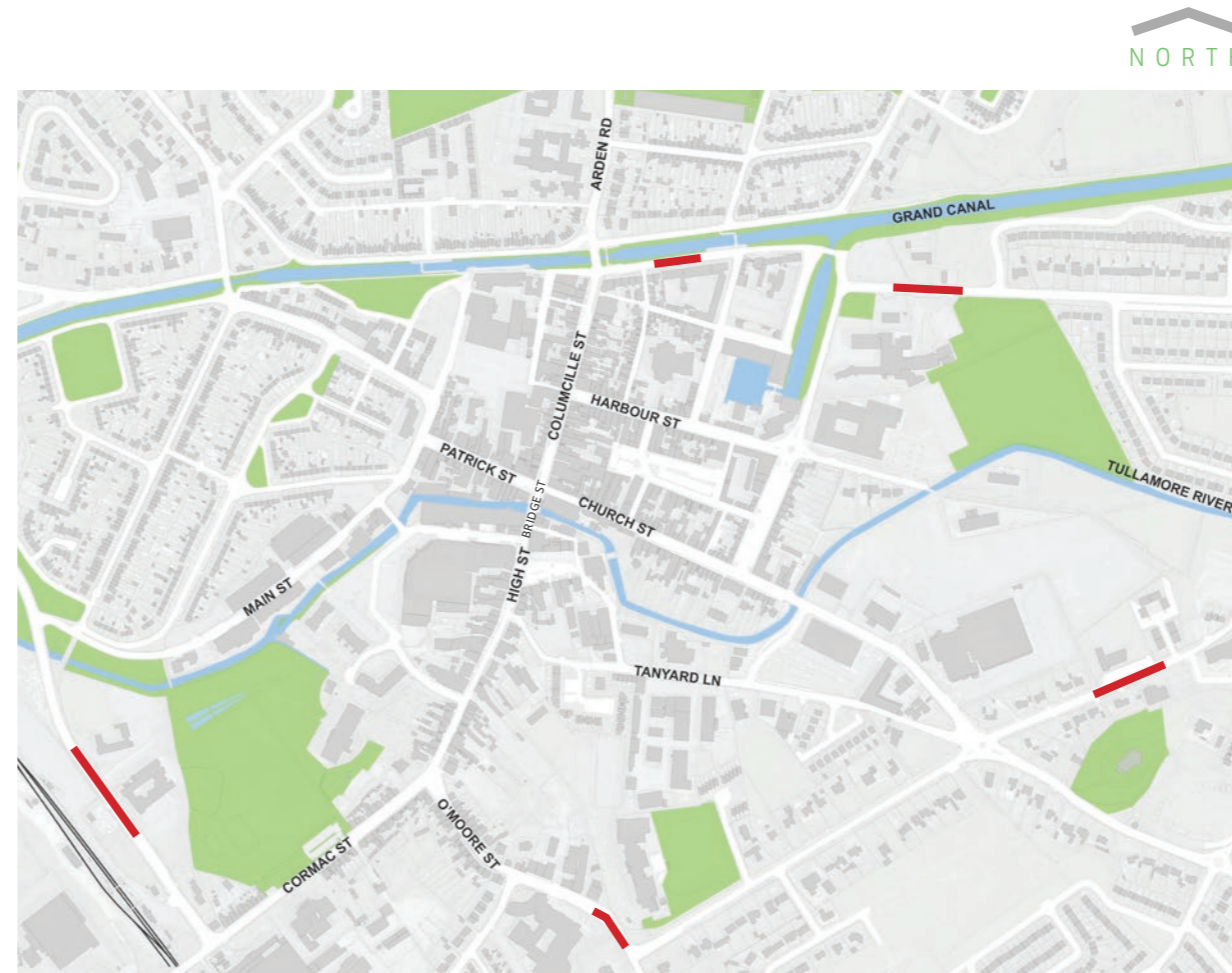 NORTH
ARDEN RD
GRAND CANAL
COLUMCILLE ST
HARBOUR ST
PATRICK ST
BRIDGE ST
CHURCH ST
TULLAMORE RIVER
HIGH ST
MAIN ST
TANYARD LN
O'MOORE ST
CORMAC ST